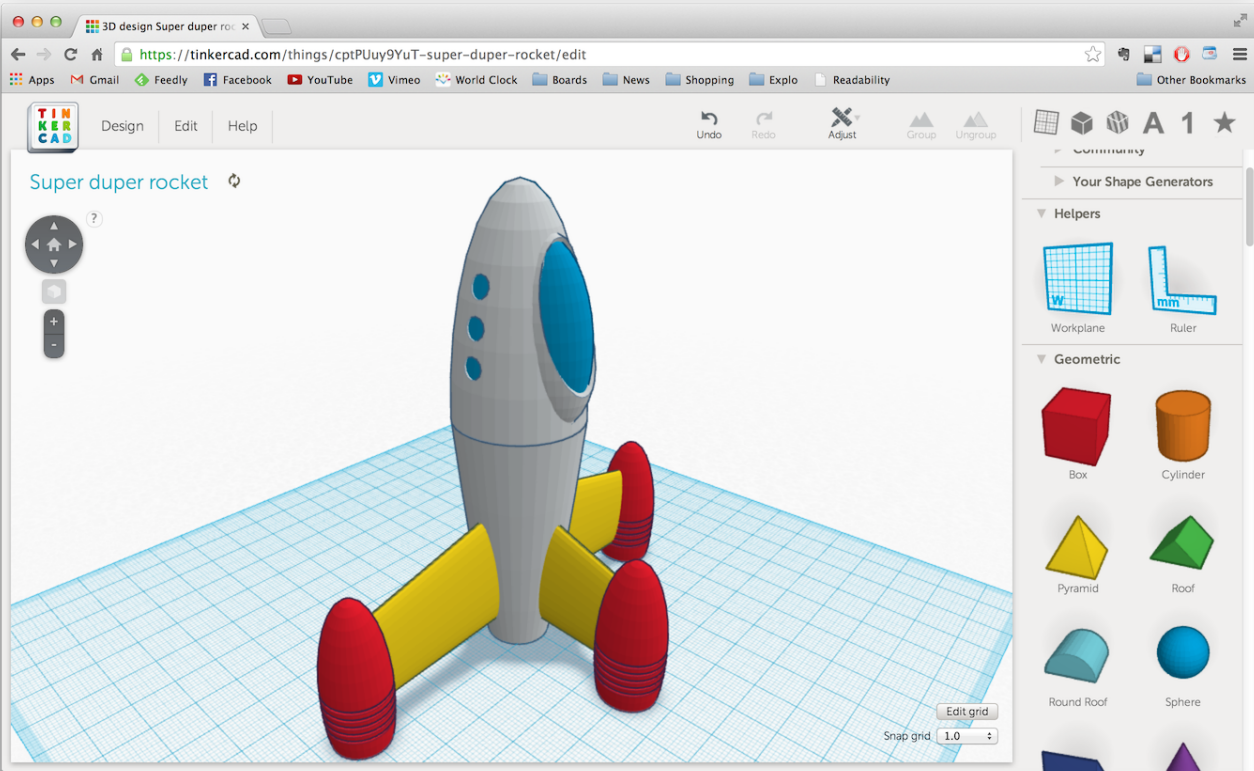 3D design Super duper roc
https://tinkercad.com/things/cptPUuy9YuT-super-duper-rocket/edit
Apps Gmail Feedly Facebook YouTube Vimeo World Clock Boards News Shopping Explo Readability Other Bookmarks
TIN
KER
CAD
Design Edit Help Undo Redo Adjust Group Ungroup A 1
Community
Super duper rocket
Your Shape Generators
?
Helpers
W
mm
Workplane Ruler
+
-
Geometric
Box Cylinder
Pyramid Roof
Round Roof Sphere
Edit grid
Snap grid 1.0